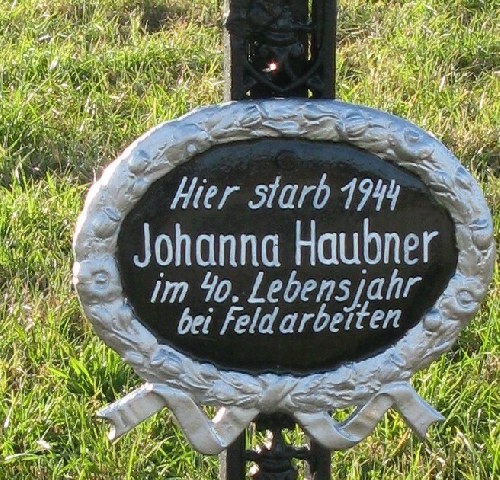 Hier starb 1944
Johanna Haubner
im 40. Lebensjahr
bei Feldarbeiten